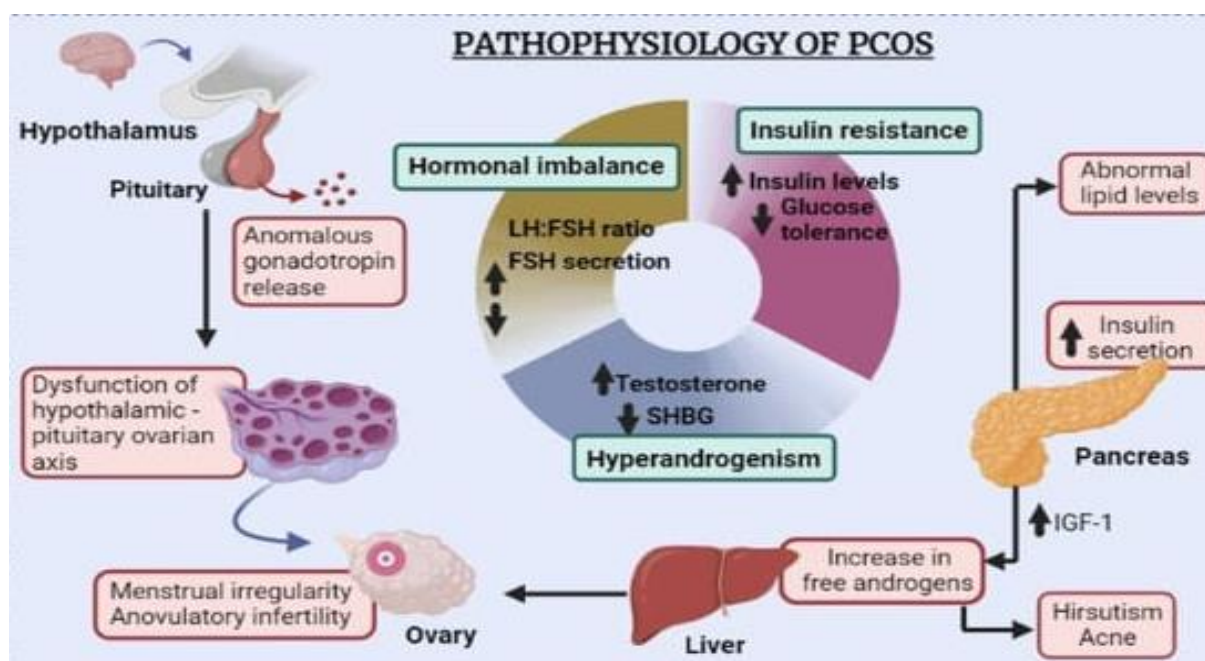 PATHOPHYSIOLOGY OF PCOS
Hypothalamus
Pituitary
Anomalous
gonadotropin
release
Dysfunction of
hypothalamic -
pituitary ovarian
axis
Menstrual irregularity
Anovulatory infertility
Ovary
Hormonal imbalance
LH:FSH ratio
FSH secretion
Insulin resistance
Insulin levels
Glucose
tolerance
Testosterone
SHBG
Hyperandrogenism
Abnormal
lipid levels
Insulin
secretion
Pancreas
IGF-1
Increase in
free androgens
Liver
Hirsutism
Acne